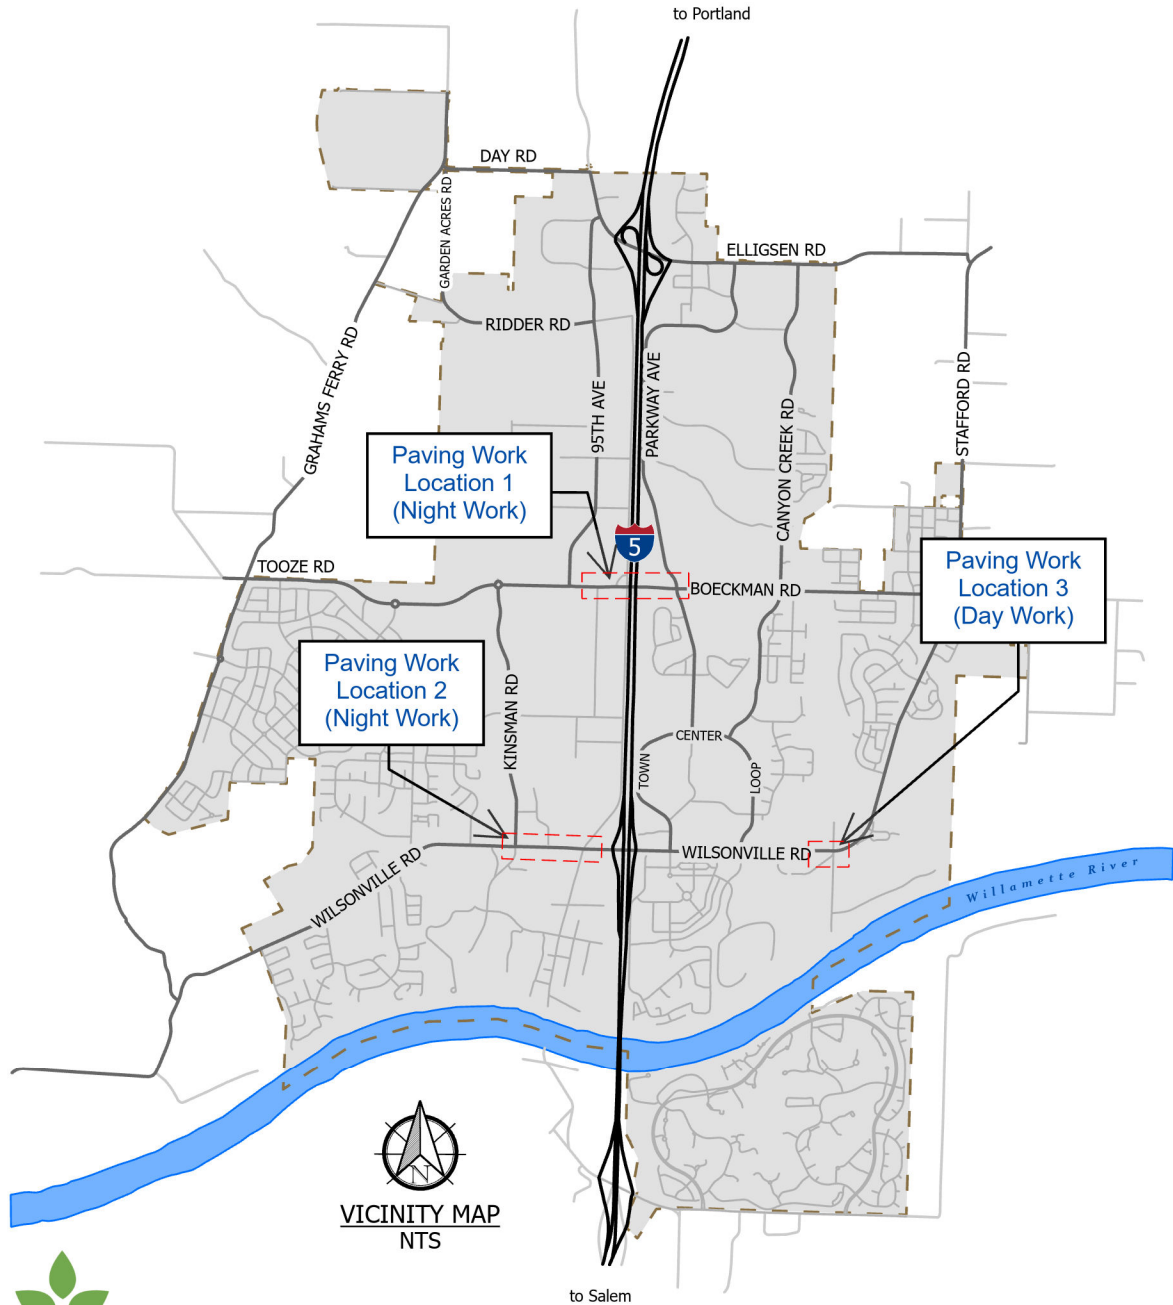 to Portland
DAY RD
GARDEN ACRES RD
ELLIGSEN RD
RIDDER RD
GRAHAMS FERRY RD
95TH AVE
PARKWAY AVE
CANYON CREEK RD
STAFFORD RD
Paving Work
Location 1
(Night Work)
5
TOOZE RD
BOECKMAN RD
Paving Work
Location 3
(Day Work)
Paving Work
Location 2
(Night Work)
KINSMAN RD
TOWN
CENTER
LOOP
WILSONVILLE RD
WILSONVILLE RD
Willamette River
N
VICINITY MAP
NTS
to Salem